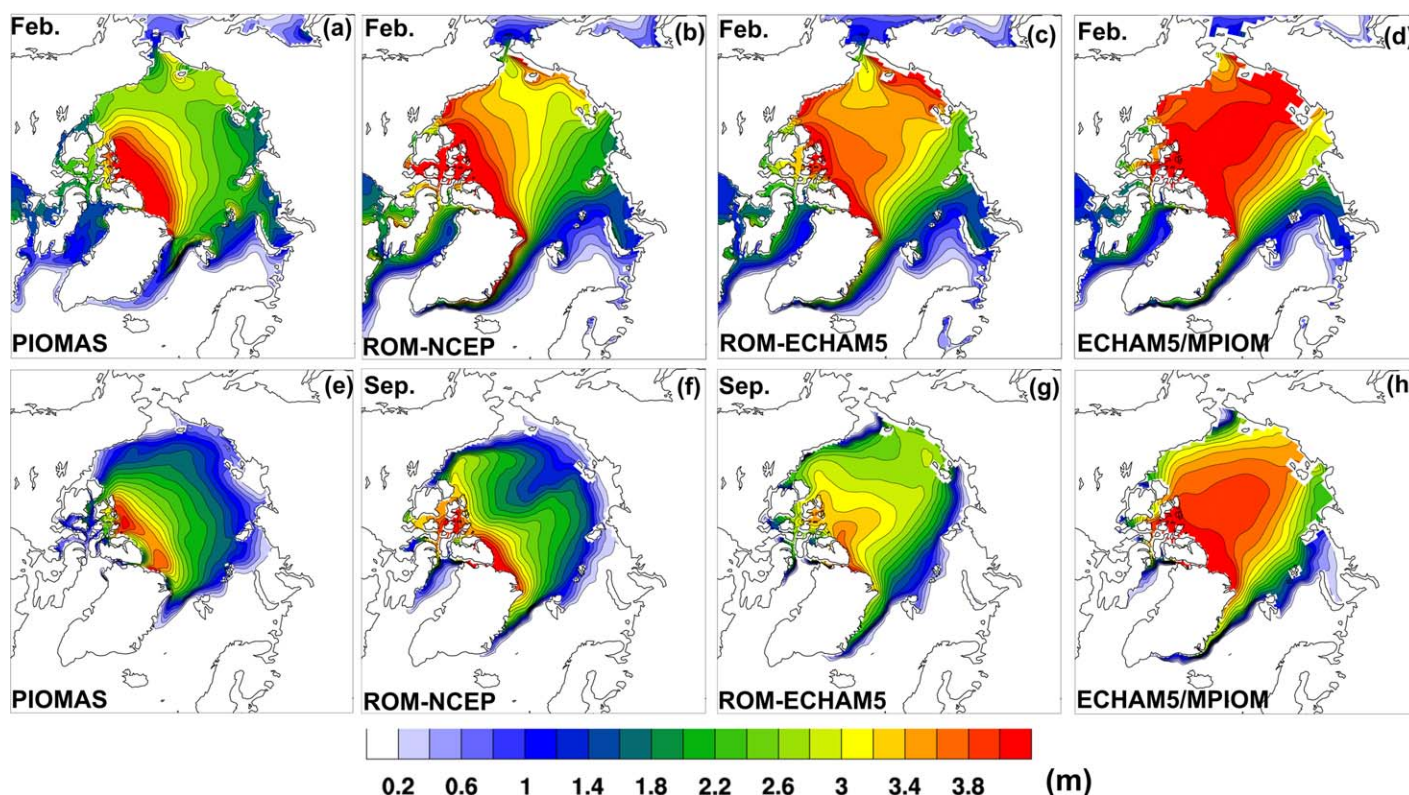 Feb. (a)
PIOMAS
Feb. (b)
ROM-NCEP
Feb. (c)
ROM-ECHAM5
Feb. (d)
ECHAM5/MPIOM
Sep. (e)
PIOMAS
Sep. (f)
ROM-NCEP
Sep. (g)
ROM-ECHAM5
Sep. (h)
ECHAM5/MPIOM
0.2 0.6 1 1.4 1.8 2.2 2.6 3 3.4 3.8 (m)